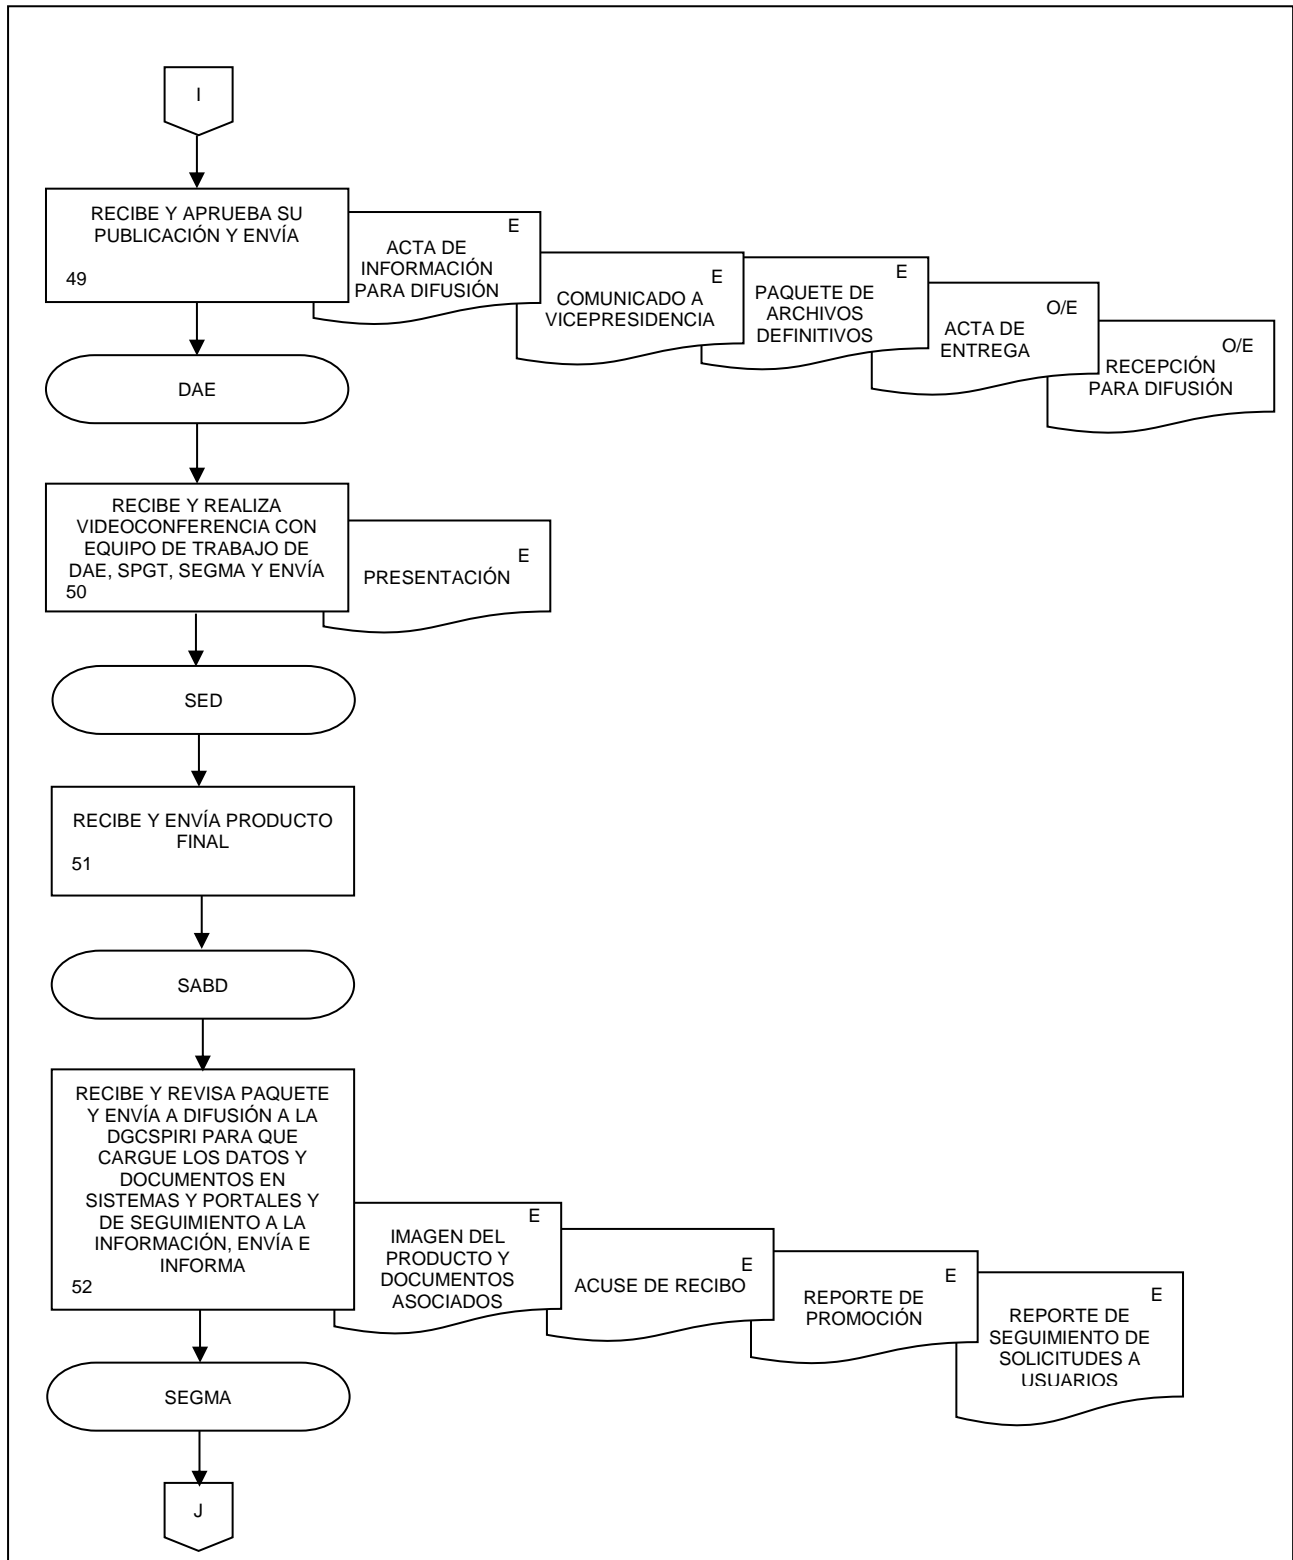 I
RECIBE Y APRUEBA SU
PUBLICACIÓN Y ENVÍA
49
E
ACTA DE
INFORMACIÓN
PARA DIFUSIÓN
E
COMUNICADO A
VICEPRESIDENCIA
E
PAQUETE DE
ARCHIVOS
DEFINITIVOS
O/E
ACTA DE
ENTREGA
O/E
RECEPCIÓN
PARA DIFUSIÓN
DAE
RECIBE Y REALIZA
VIDEOCONFERENCIA CON
EQUIPO DE TRABAJO DE
DAE, SPGT, SEGMA Y ENVÍA
50
E
PRESENTACIÓN
SED
RECIBE Y ENVÍA PRODUCTO
FINAL
51
SABD
RECIBE Y REVISA PAQUETE
Y ENVÍA A DIFUSIÓN A LA
DGCSPIRI PARA QUE
CARGUE LOS DATOS Y
DOCUMENTOS EN
SISTEMAS Y PORTALES Y
DE SEGUIMIENTO A LA
INFORMACIÓN, ENVÍA E
INFORMA
52
E
IMAGEN DEL
PRODUCTO Y
DOCUMENTOS
ASOCIADOS
E
ACUSE DE RECIBO
E
REPORTE DE
PROMOCIÓN
E
REPORTE DE
SEGUIMIENTO DE
SOLICITUDES A
USUARIOS
SEGMA
J